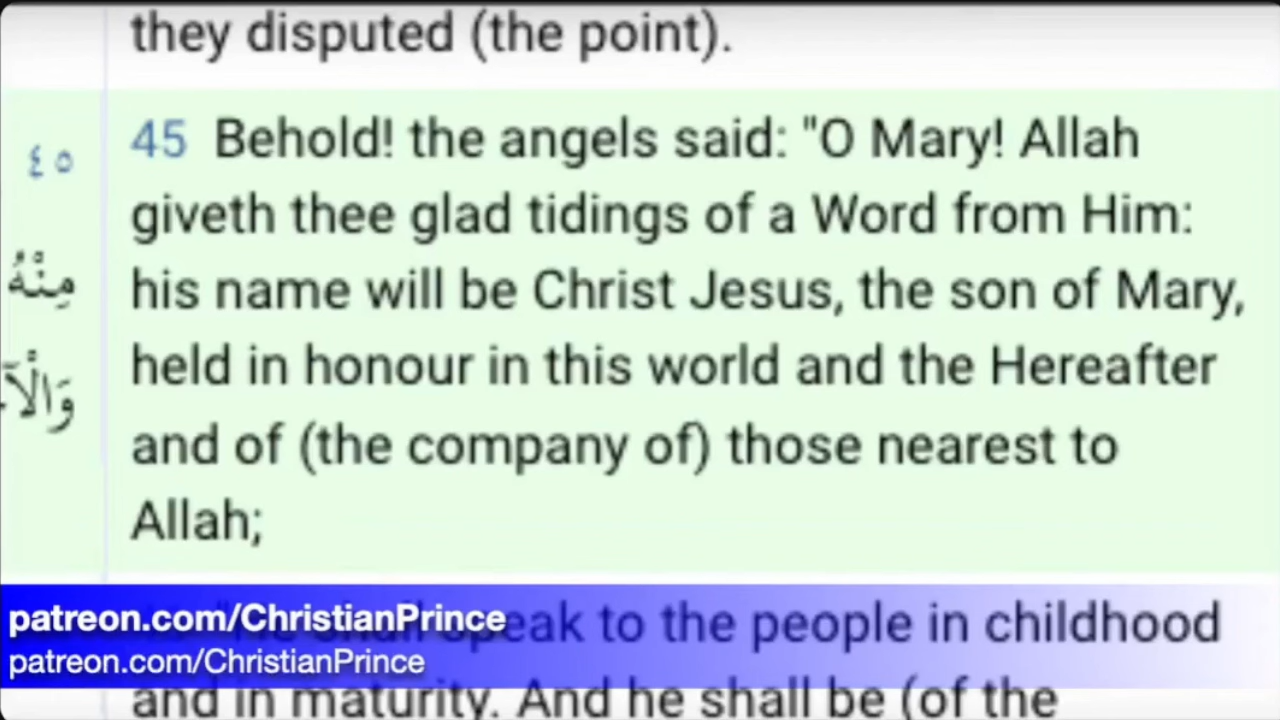 they disputed (the point).
٤٥
45 Behold! the angels said: "O Mary! Allah
giveth thee glad tidings of a Word from Him:
مِنْهُ
his name will be Christ Jesus, the son of Mary,
held in honour in this world and the Hereafter
and of (the company of) those nearest to
Allah;
"He shall speak to the people in childhood
patreon.com/ChristianPrince
patreon.com/ChristianPrince
and in maturity. And he shall be (of the